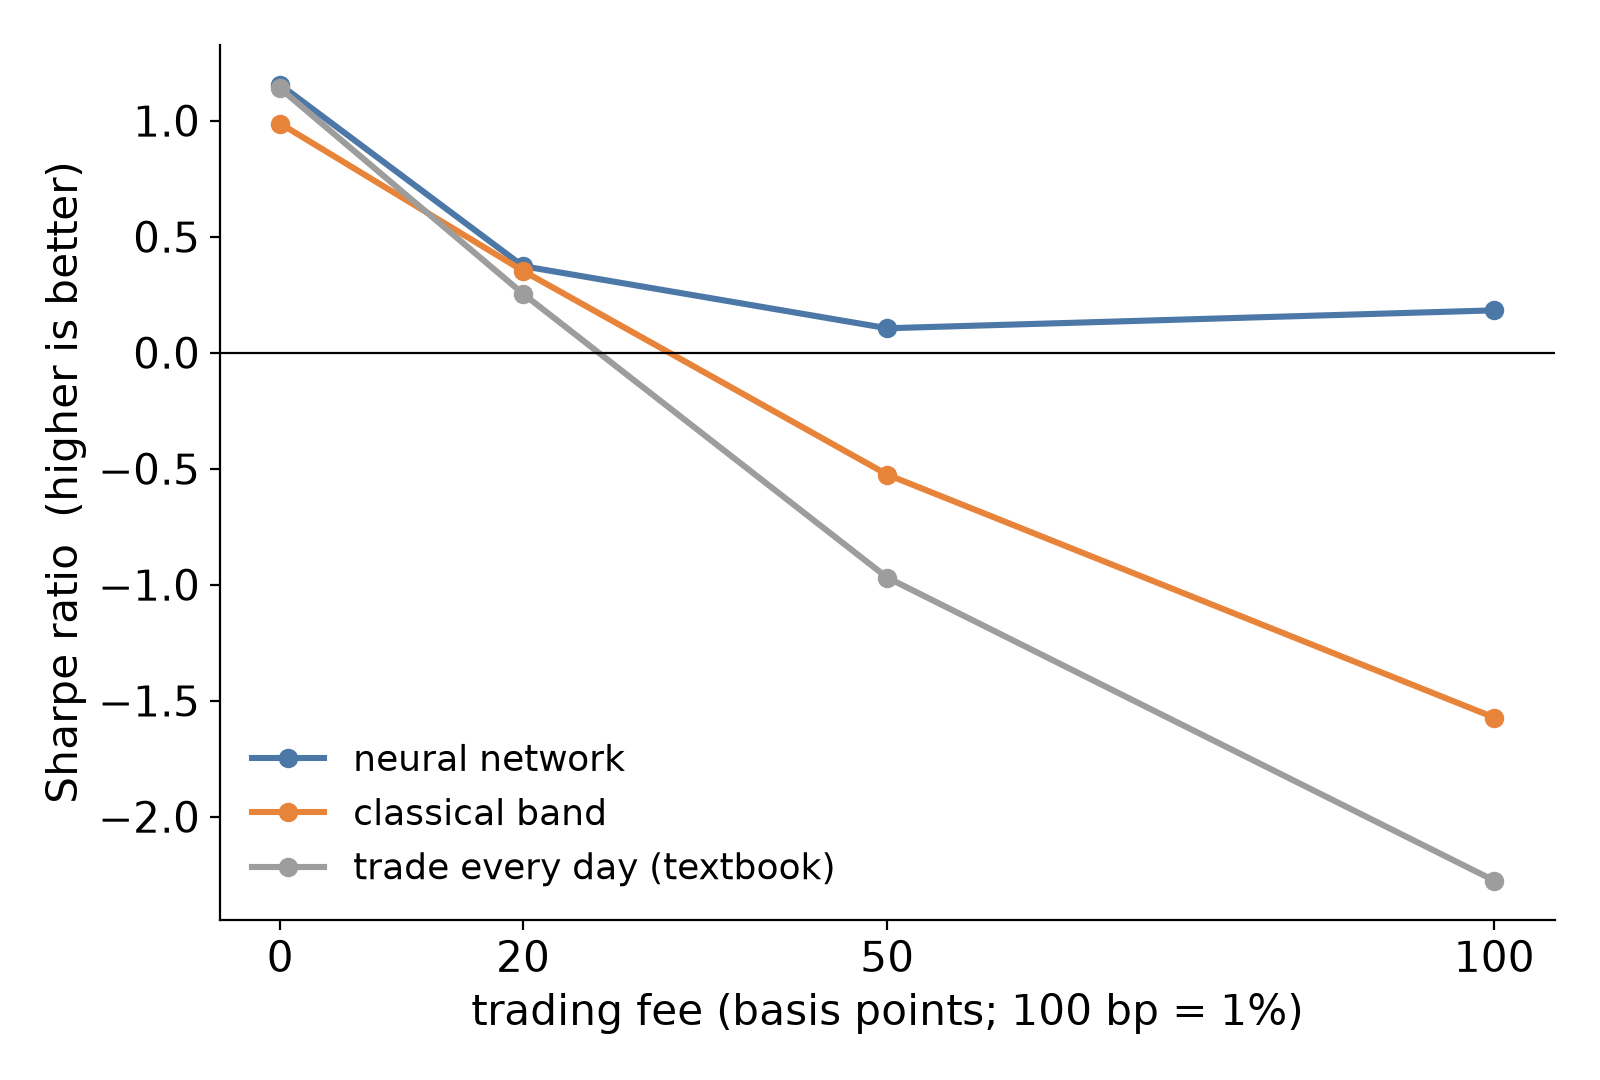 Sharpe ratio (higher is better)
1.0
0.5
0.0
−0.5
−1.0
−1.5
−2.0
neural network
classical band
trade every day (textbook)
0 20 50 100
trading fee (basis points; 100 bp = 1%)